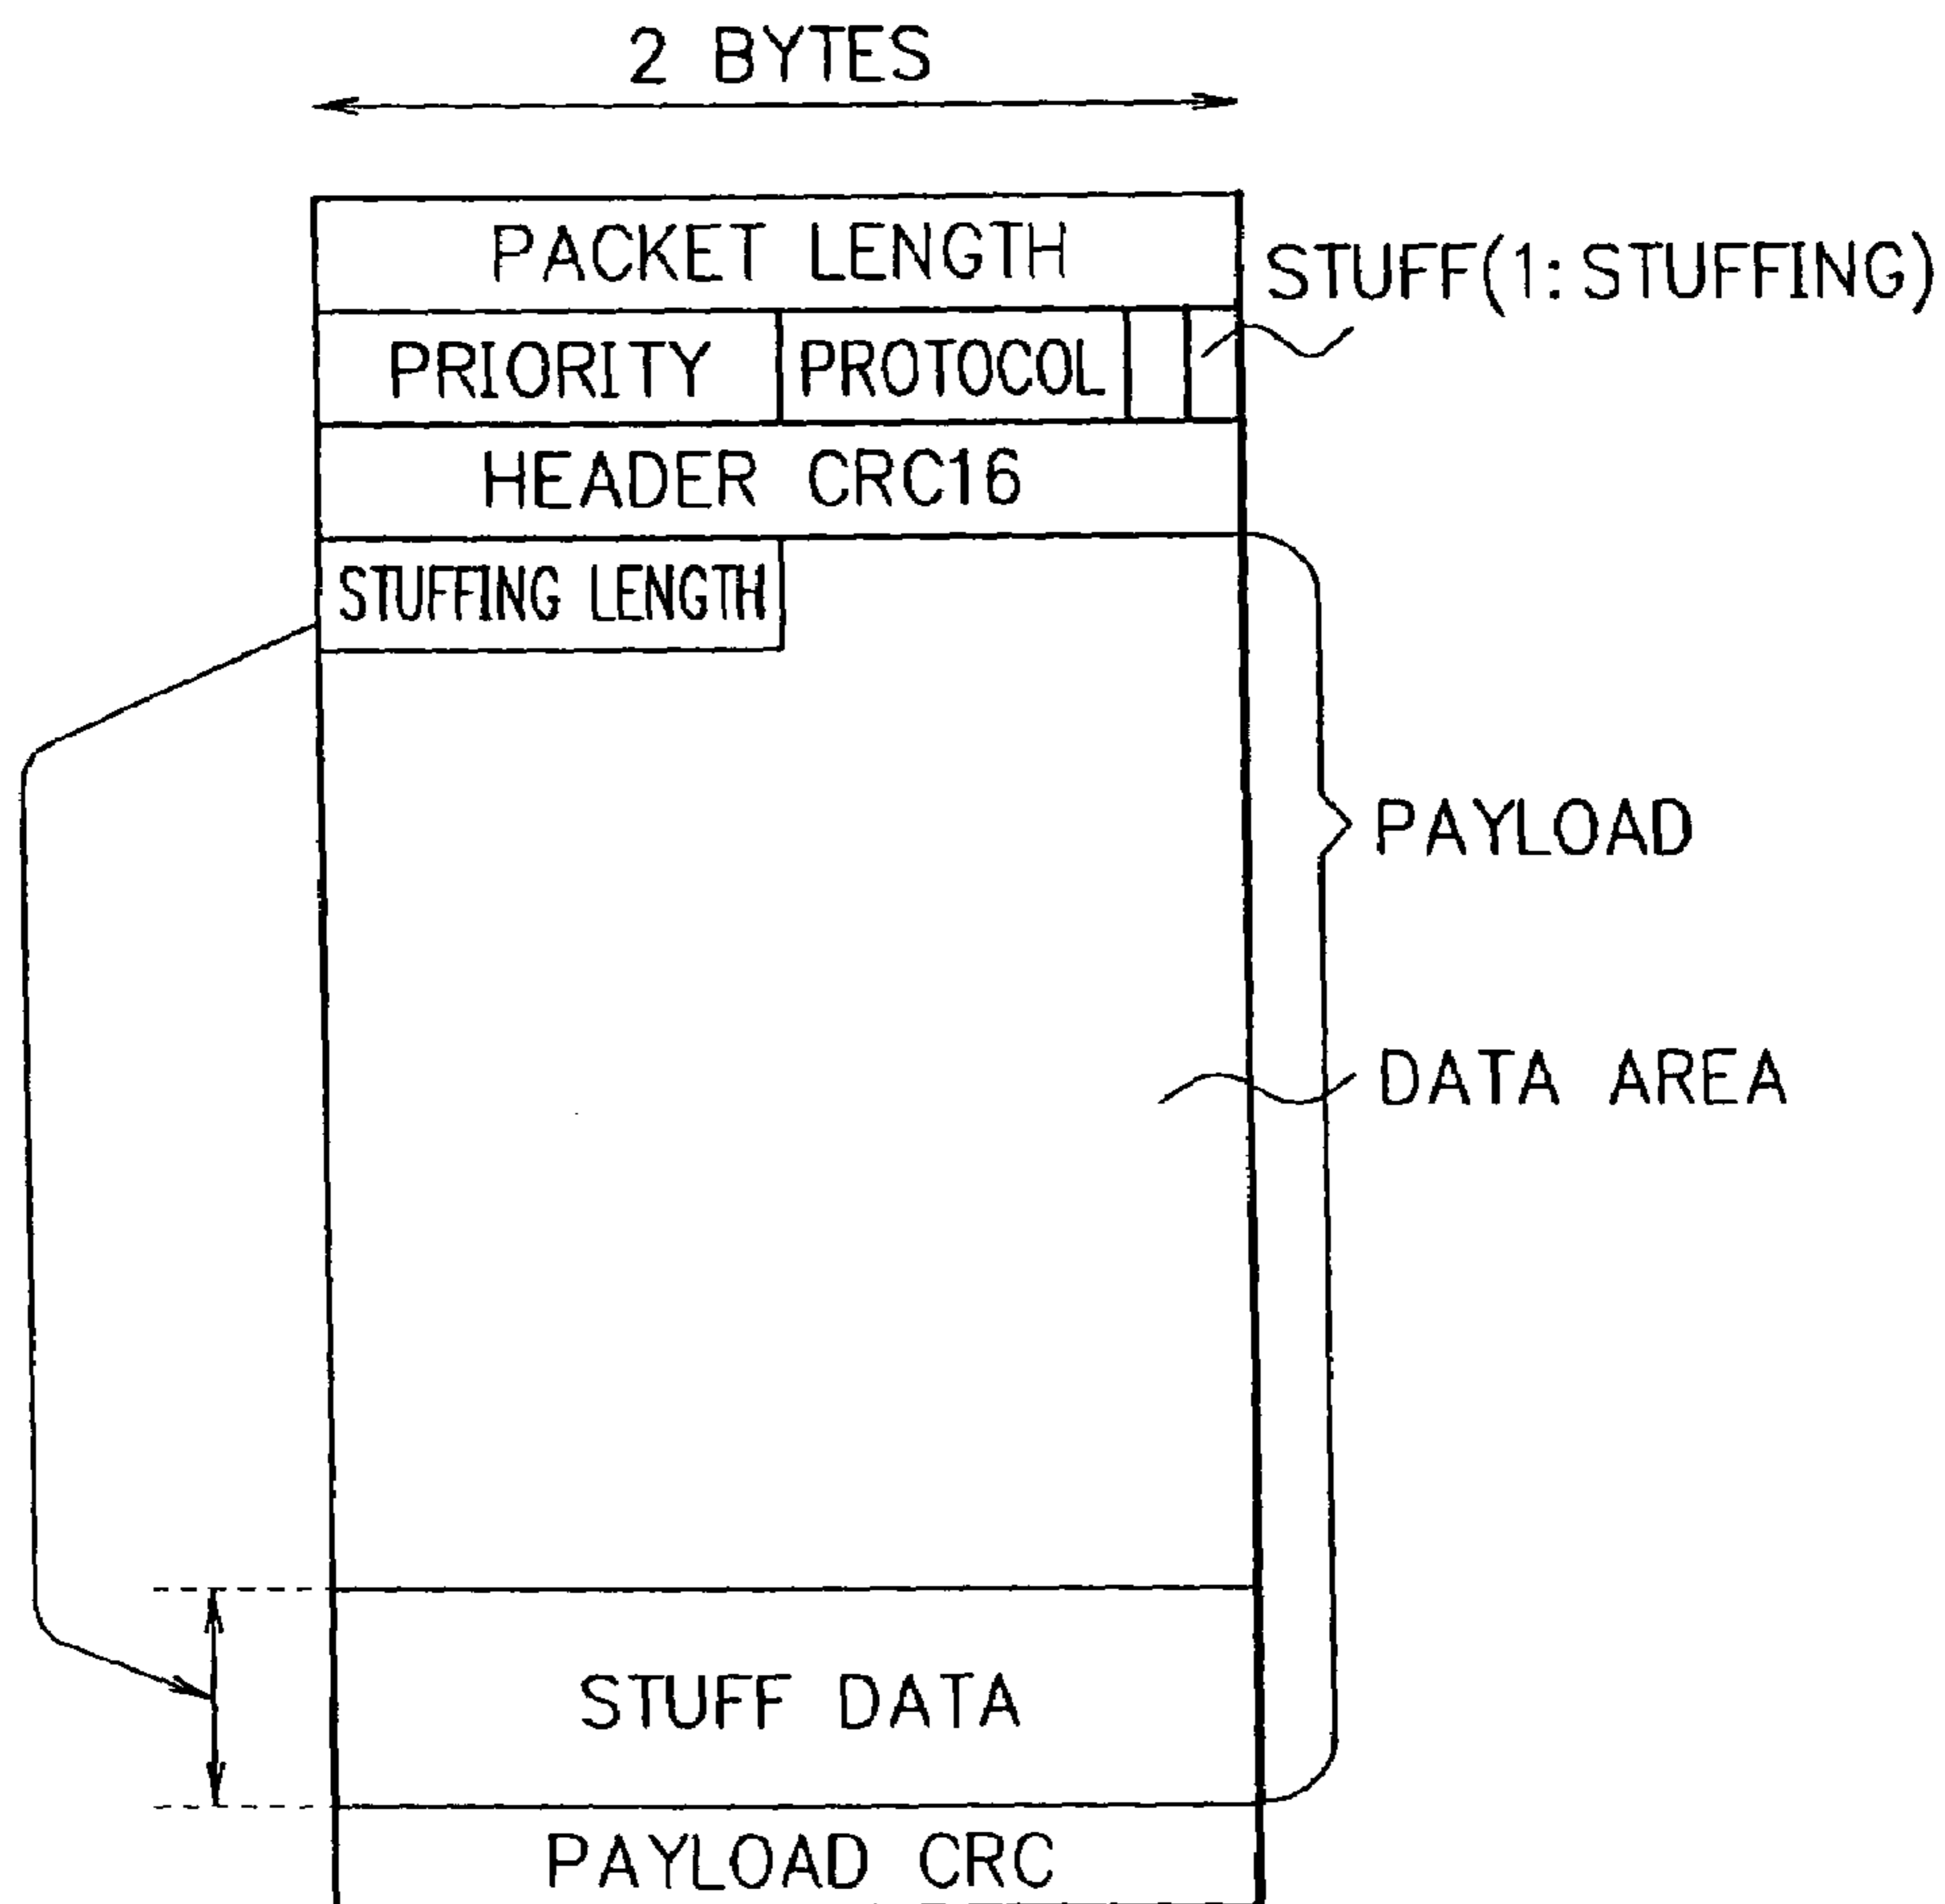 2 BYTES
PACKET LENGTH
STUFF(1:STUFFING)
PRIORITY PROTOCOL
HEADER CRC16
STUFFING LENGTH
PAYLOAD
DATA AREA
STUFF DATA
PAYLOAD CRC